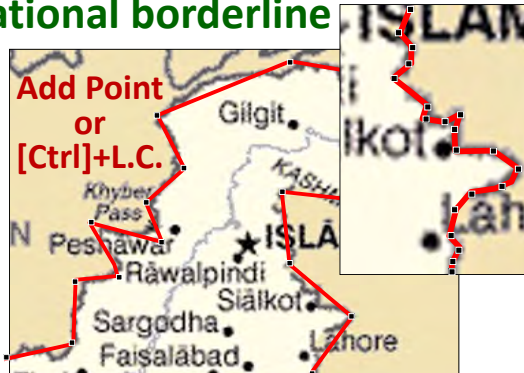 ational borderline
ISLAM
Add Point
or
[Ctrl]+L.C.
Gilgit
lkot
KASHM
Khyber
Pass
Lah
N
Peshawar
ISLĀ
Rāwalpindi
Siālkot
Sargodha
Lahore
Faisalābad